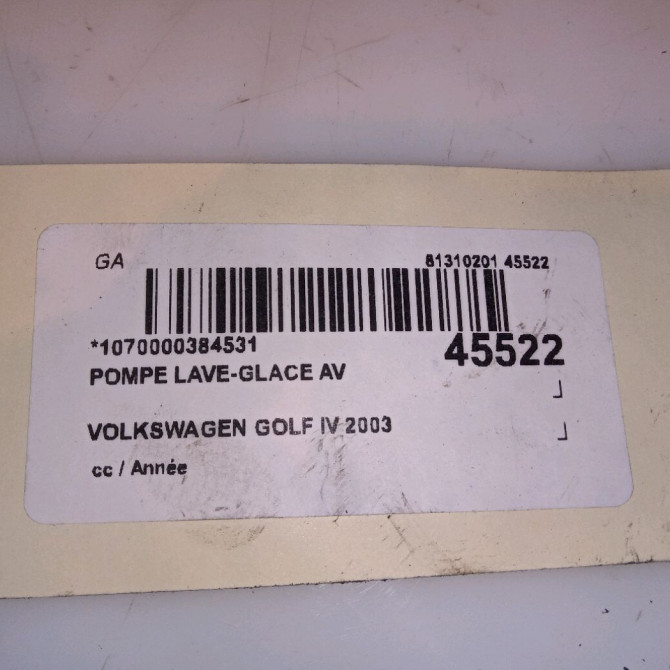 GA 81310201 45522
*1070000384531 45522
POMPE LAVE-GLACE AV
VOLKSWAGEN GOLF IV 2003
cc / Année